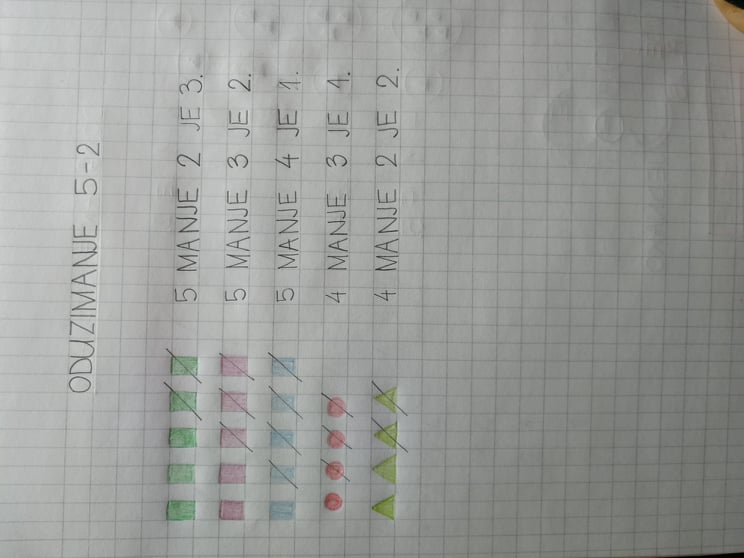 ODUZIMANJE 5-2
5 MANJE 2 JE 3.
5 MANJE 3 JE 2.
5 MANJE 4 JE 1.
4 MANJE 3 JE 1.
4 MANJE 2 JE 2.